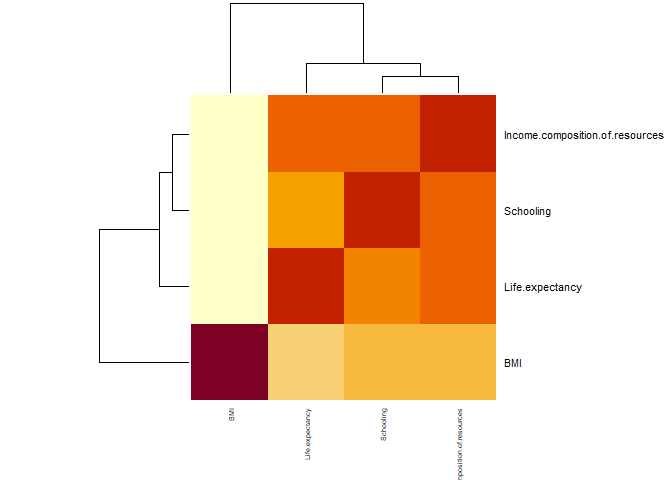 Income.composition.of.resources
Schooling
Life.expectancy
BMI
BMI
Life.expectancy
Schooling
mposition.of.resources